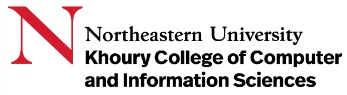 N Northeastern University
Khoury College of Computer
and Information Sciences